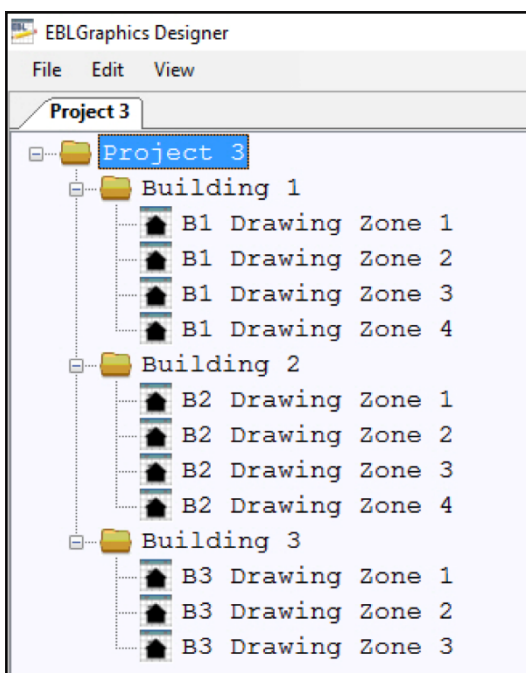 EBLGraphics Designer
File Edit View
Project 3
Project 3
Building 1
B1 Drawing Zone 1
B1 Drawing Zone 2
B1 Drawing Zone 3
B1 Drawing Zone 4
Building 2
B2 Drawing Zone 1
B2 Drawing Zone 2
B2 Drawing Zone 3
B2 Drawing Zone 4
Building 3
B3 Drawing Zone 1
B3 Drawing Zone 2
B3 Drawing Zone 3